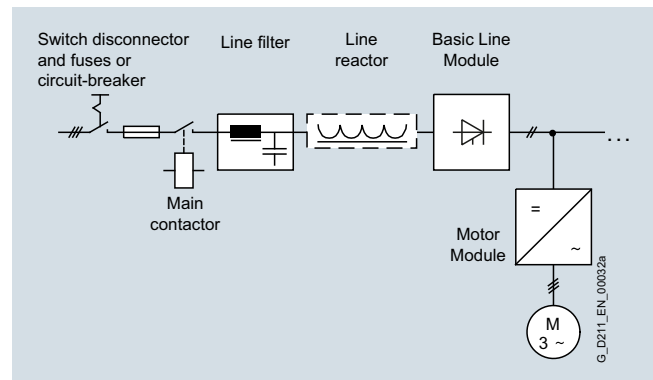 Switch disconnector
and fuses or
circuit-breaker
Line filter
Line
reactor
Basic Line
Module
Main
contactor
...
Motor
Module
=
~
M
3 ~
G_D211_EN_00032a